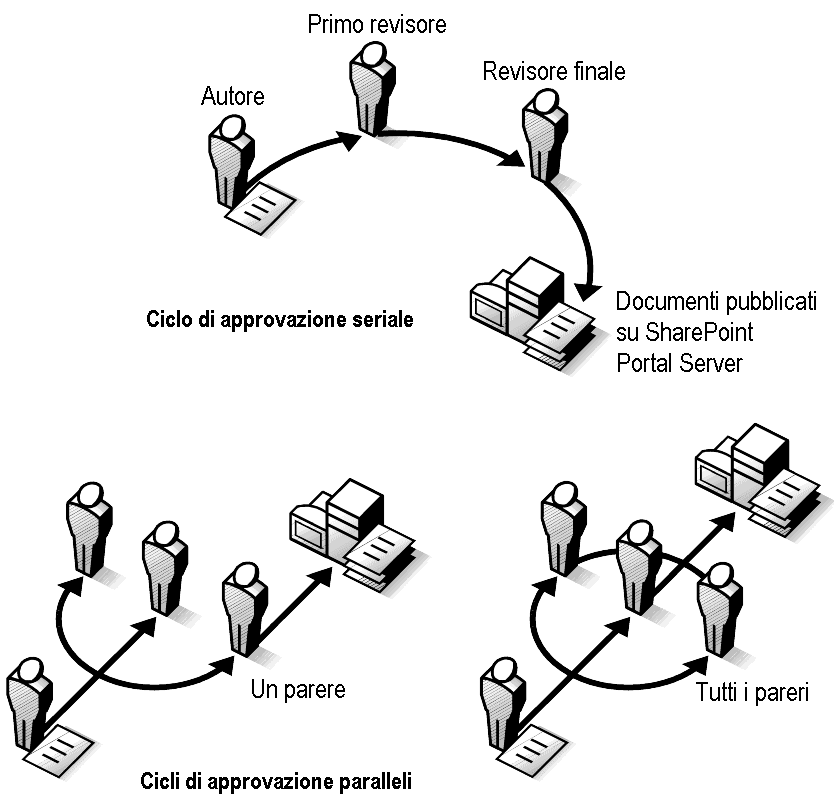 Primo revisore
Revisore finale
Autore
Ciclo di approvazione seriale
Documenti pubblicati
su SharePoint
Portal Server
Un parere
Tutti i pareri
Cicli di approvazione paralleli